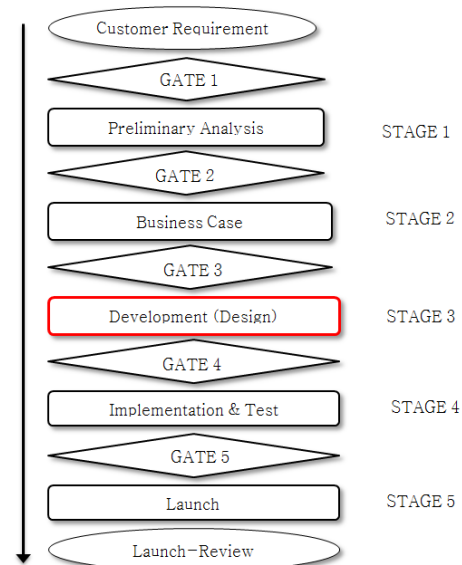 Customer Requirement
GATE 1
Preliminary Analysis
STAGE 1
GATE 2
Business Case
STAGE 2
GATE 3
Development (Design)
STAGE 3
GATE 4
Implementation & Test
STAGE 4
GATE 5
Launch
STAGE 5
Launch-Review